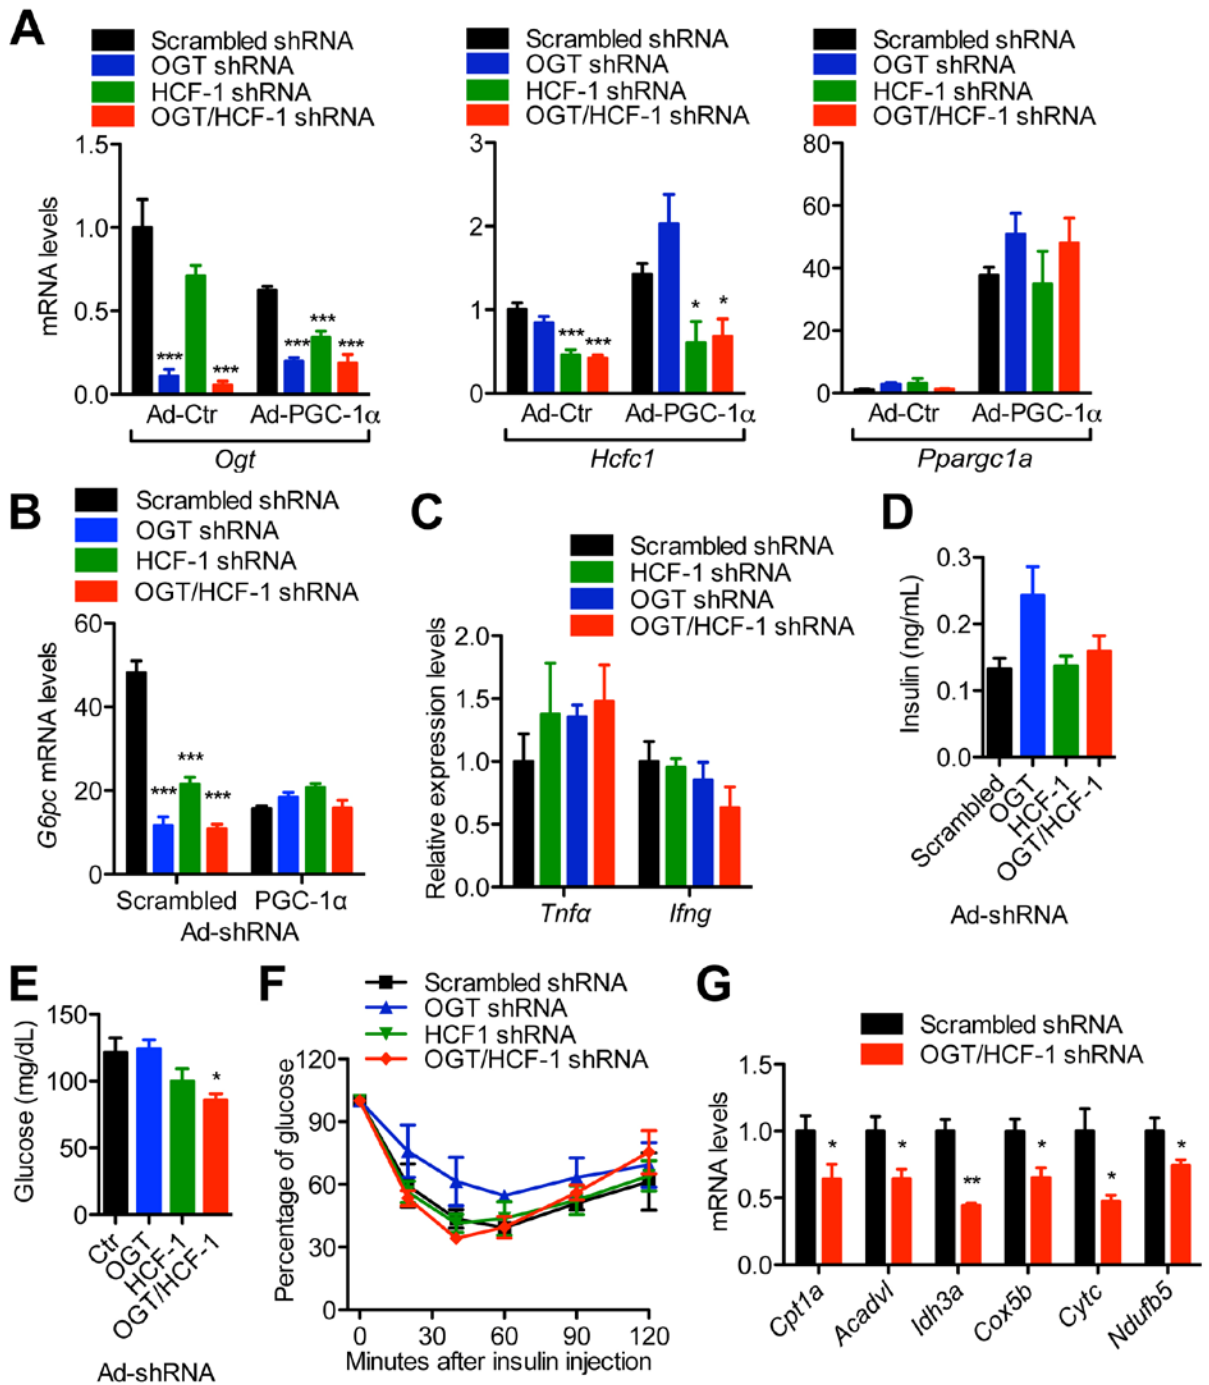 A
Scrambled shRNA
OGT shRNA
HCF-1 shRNA
OGT/HCF-1 shRNA
1.5
1.0
0.5
0.0
mRNA levels
***
***
***
***
***
Ad-Ctr
Ad-PGC-1α
Ogt
Scrambled shRNA
OGT shRNA
HCF-1 shRNA
OGT/HCF-1 shRNA
3
2
1
0
***
***
*
*
Ad-Ctr
Ad-PGC-1α
Hcfc1
Scrambled shRNA
OGT shRNA
HCF-1 shRNA
OGT/HCF-1 shRNA
80
60
40
20
0
Ad-Ctr
Ad-PGC-1α
Ppargc1a
B
Scrambled shRNA
OGT shRNA
HCF-1 shRNA
OGT/HCF-1 shRNA
60
40
20
0
G6pc mRNA levels
***
***
***
Scrambled
PGC-1α
Ad-shRNA
C
Scrambled shRNA
HCF-1 shRNA
OGT shRNA
OGT/HCF-1 shRNA
2.0
1.5
1.0
0.5
0.0
Relative expression levels
Tnfα
Ifng
D
0.3
0.2
0.1
0.0
Insulin (ng/mL)
Scrambled
OGT
HCF-1
OGT/HCF-1
Ad-shRNA
E
150
100
50
0
Glucose (mg/dL)
*
Ctr
OGT
HCF-1
OGT/HCF-1
Ad-shRNA
F
Scrambled shRNA
OGT shRNA
HCF1 shRNA
OGT/HCF-1 shRNA
120
90
60
30
0
Percentage of glucose
0
30
60
90
120
Minutes after insulin injection
G
Scrambled shRNA
OGT/HCF-1 shRNA
1.5
1.0
0.5
0.0
mRNA levels
*
*
**
*
*
*
Cpt1a
Acadvl
Idh3a
Cox5b
Cytc
Ndufb5